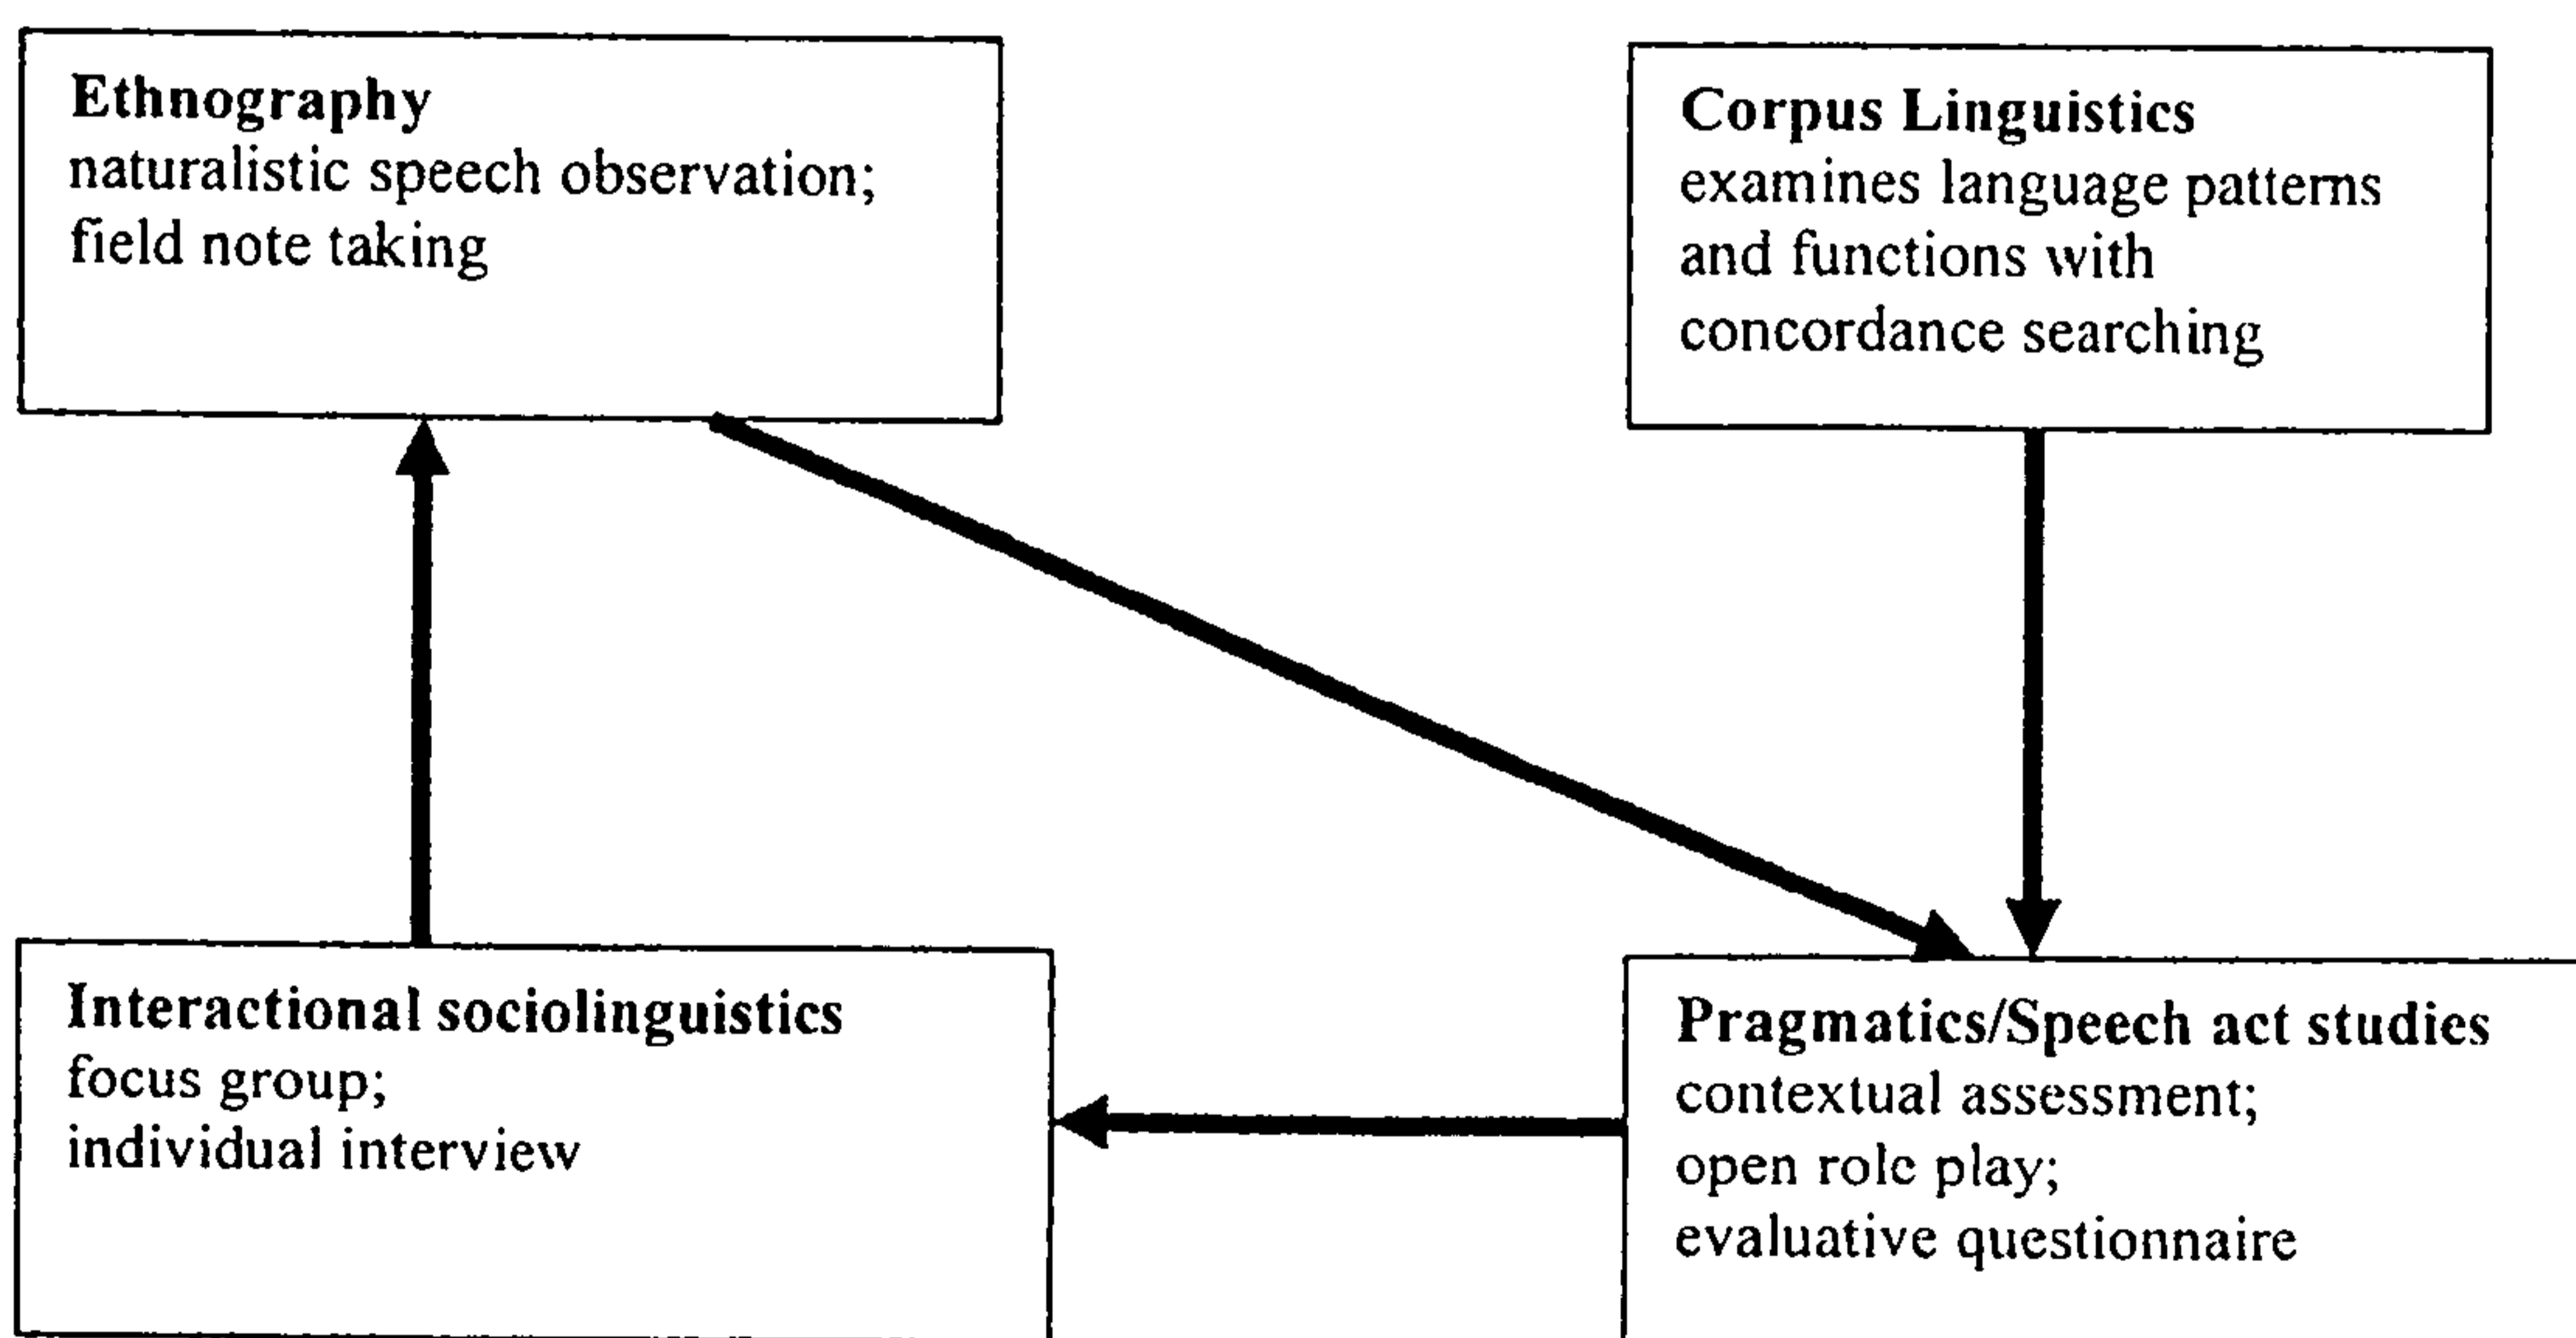 Ethnography
naturalistic speech observation;
field note taking
Corpus Linguistics
examines language patterns
and functions with
concordance searching
Interactional sociolinguistics
focus group;
individual interview
Pragmatics/Speech act studies
contextual assessment;
open role play;
evaluative questionnaire